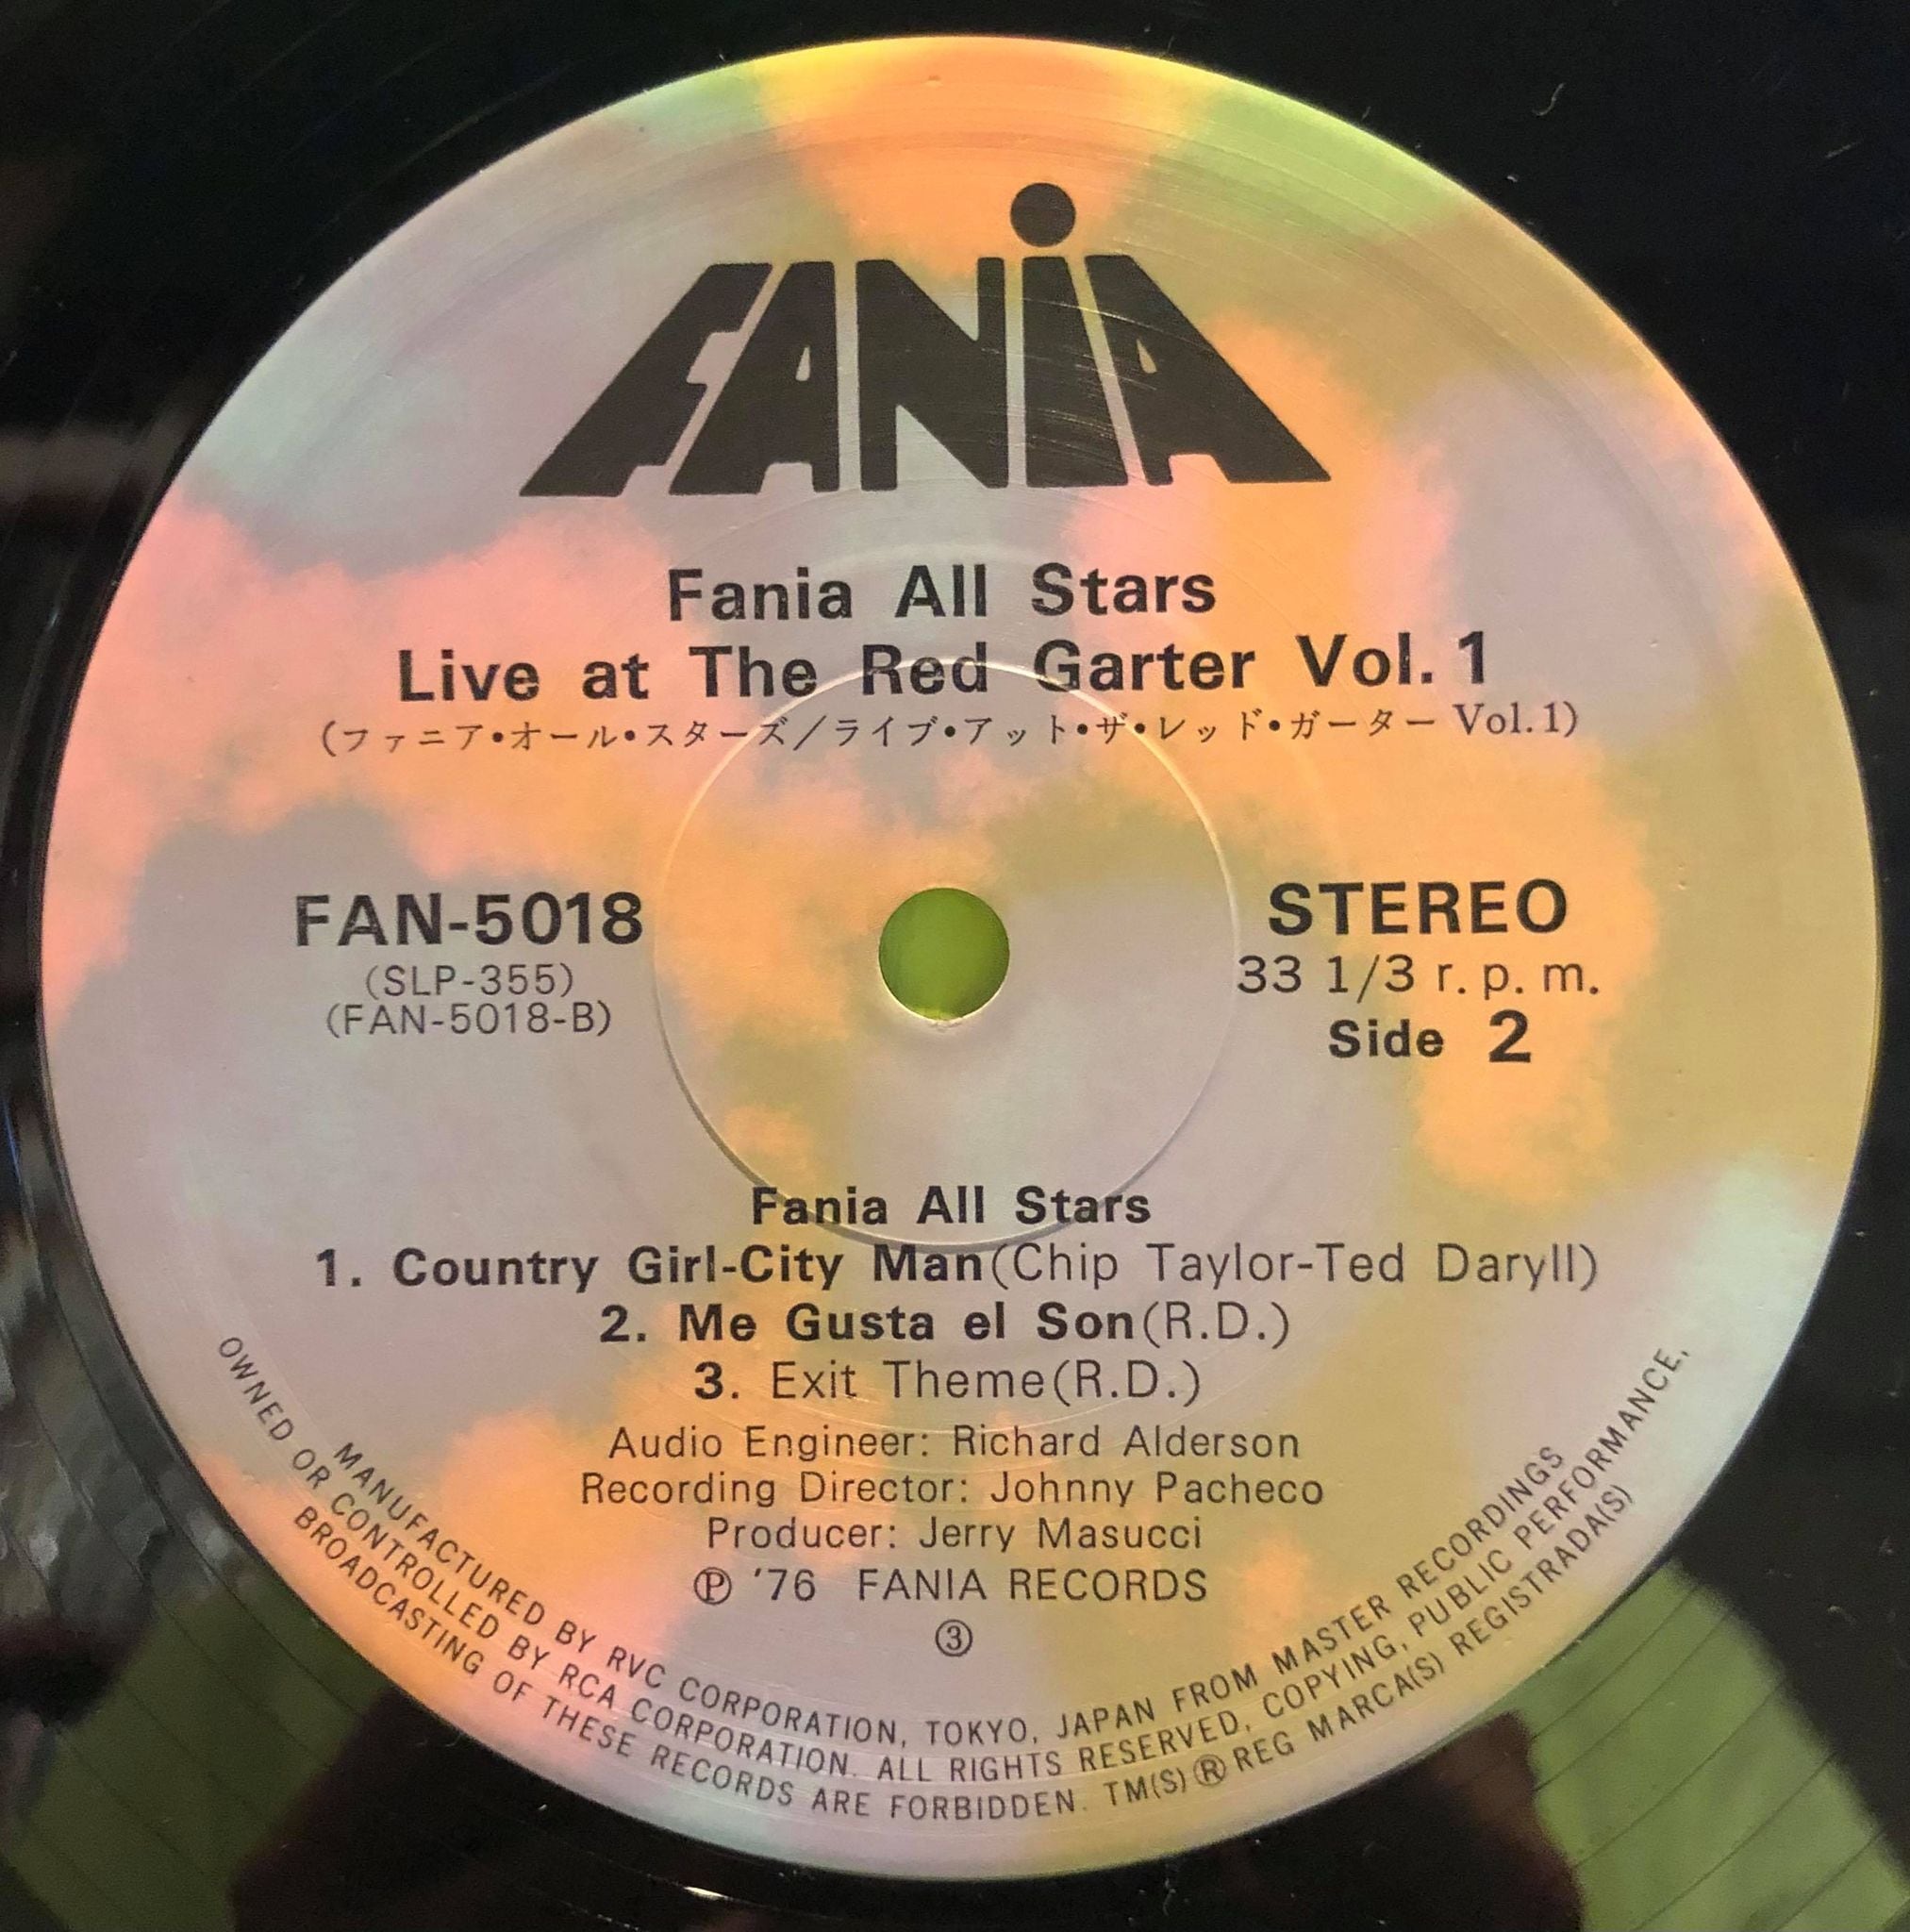 FANiA
Fania All Stars
Live at The Red Garter Vol. 1
(ファニア・オール・スターズ/ライブ・アット・ザ・レッド・ガーター Vol. 1)
FAN-5018
(SLP-355)
(FAN-5018-B)
STEREO
33 1/3 r. p. m.
Side 2
Fania All Stars
1. Country Girl-City Man(Chip Taylor-Ted Daryll)
2. Me Gusta el Son(R.D.)
3. Exit Theme(R.D.)
Audio Engineer: Richard Alderson
Recording Director: Johnny Pacheco
Producer: Jerry Masucci
Ⓟ '76 FANIA RECORDS
③
MANUFACTURED BY RVC CORPORATION, TOKYO, JAPAN FROM MASTER RECORDINGS
OWNED OR CONTROLLED BY RCA CORPORATION. ALL RIGHTS RESERVED, COPYING, PUBLIC PERFORMANCE,
BROADCASTING OF THESE RECORDS ARE FORBIDDEN. TM(S) ® REG MARCA(S) REGISTRADA(S)